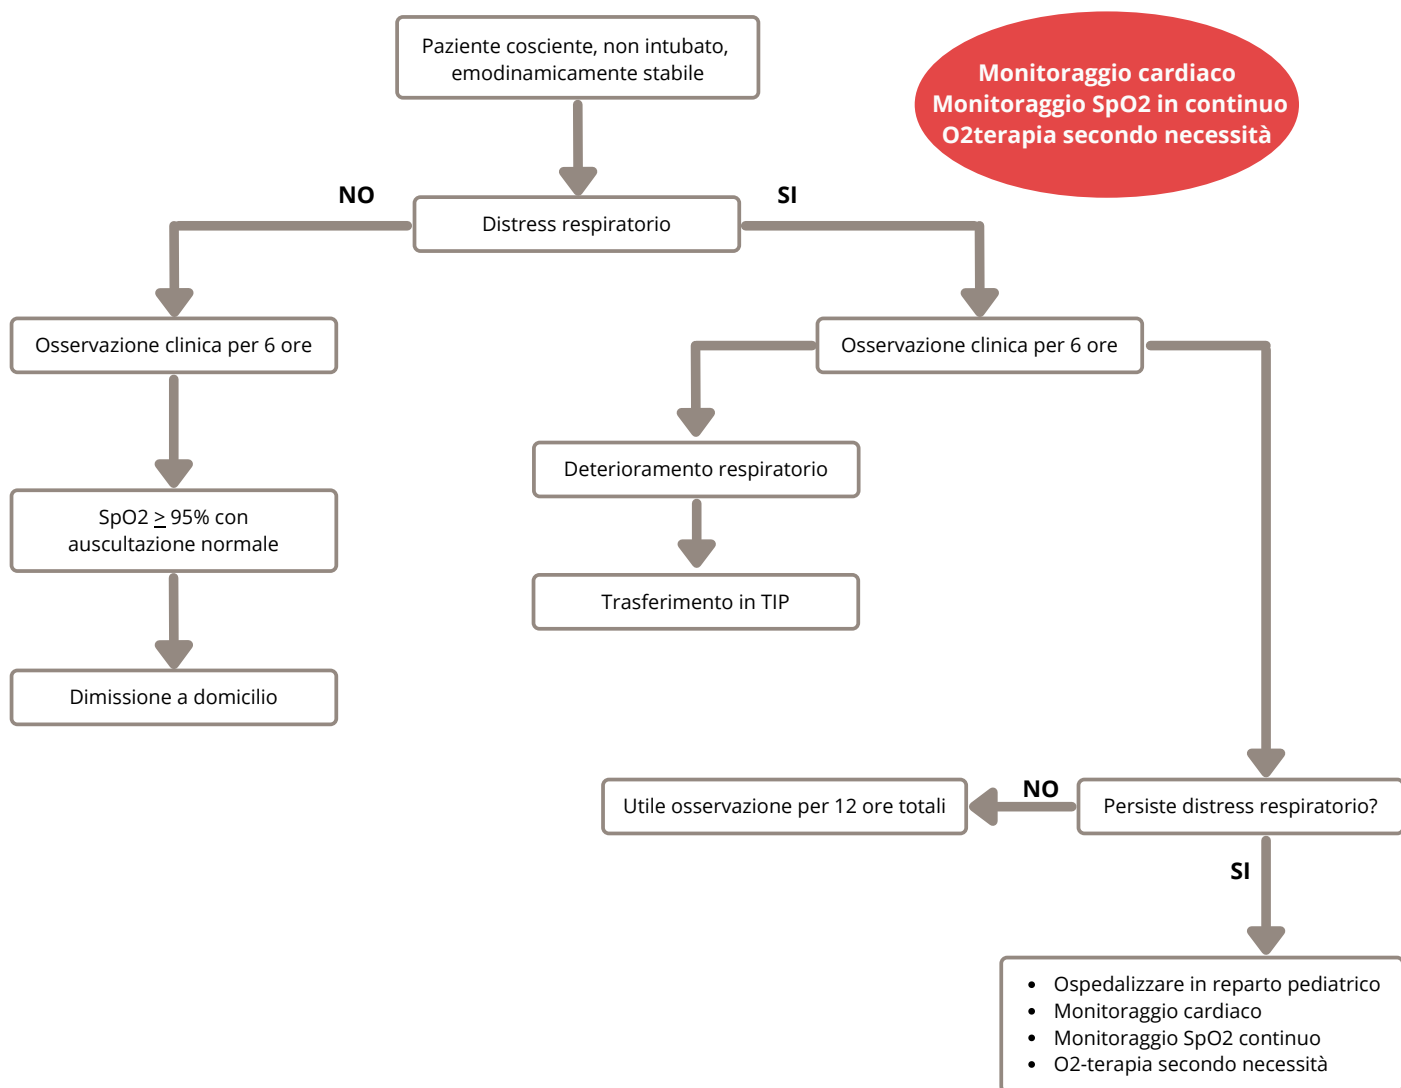 Paziente cosciente, non intubato,
emodinamicamente stabile
Monitoraggio cardiaco
Monitoraggio SpO2 in continuo
O2terapia secondo necessità
NO
SI
Distress respiratorio
Osservazione clinica per 6 ore
Osservazione clinica per 6 ore
Deterioramento respiratorio
SpO2 ≥ 95% con
auscultazione normale
Trasferimento in TIP
Dimissione a domicilio
Utile osservazione per 12 ore totali
NO
Persiste distress respiratorio?
SI
• Ospedalizzare in reparto pediatrico
• Monitoraggio cardiaco
• Monitoraggio SpO2 continuo
• O2-terapia secondo necessità